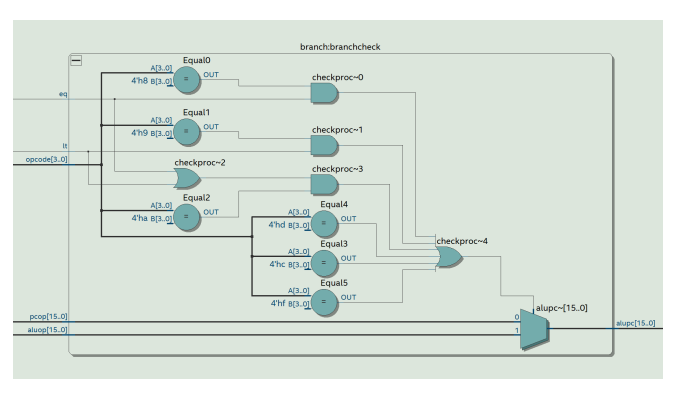 branch:branchcheck
Equal0
A[3..0]
4'h8 B[3..0]
OUT
checkproc~0
eq
Equal1
A[3..0]
4'h9 B[3..0]
OUT
checkproc~1
lt
opcode[3..0]
checkproc~2
checkproc~3
Equal2
A[3..0]
4'ha B[3..0]
OUT
Equal4
A[3..0]
4'hd B[3..0]
OUT
Equal3
A[3..0]
4'hc B[3..0]
OUT
checkproc~4
Equal5
A[3..0]
4'hf B[3..0]
OUT
alupc~[15..0]
pcop[15..0]
0
aluop[15..0]
1
alupc[15..0]